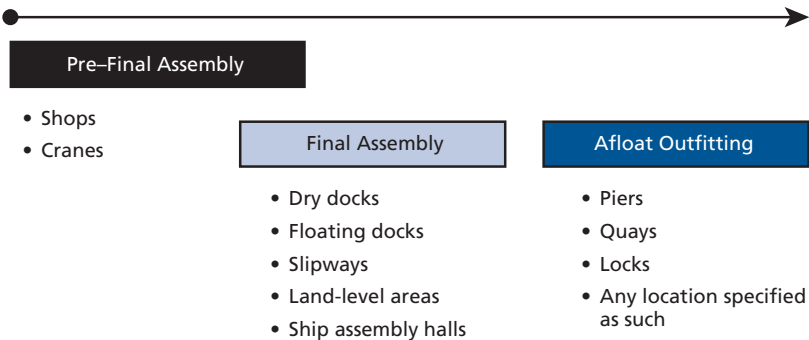 Pre–Final Assembly
• Shops
• Cranes
Final Assembly
• Dry docks
• Floating docks
• Slipways
• Land-level areas
• Ship assembly halls
Afloat Outfitting
• Piers
• Quays
• Locks
• Any location specified
as such